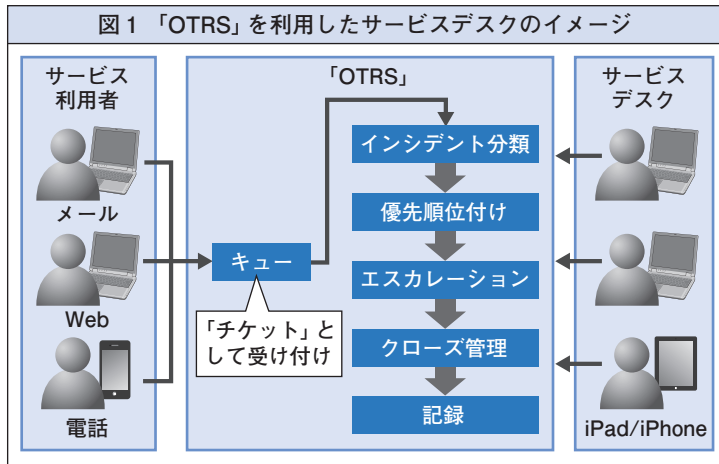 図1 「OTRS」を利用したサービスデスクのイメージ
サービス
利用者
メール
Web
電話
「OTRS」
キュー
「チケット」と
して受け付け
インシデント分類
優先順位付け
エスカレーション
クローズ管理
記録
サービス
デスク
iPad/iPhone